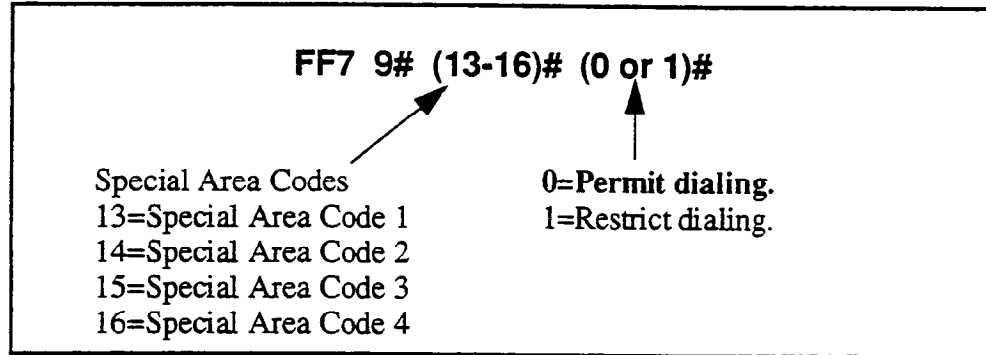 FF7 9# (13-16)# (0 or 1)#
Special Area Codes
13=Special Area Code 1
14=Special Area Code 2
15=Special Area Code 3
16=Special Area Code 4
0=Permit dialing.
1=Restrict dialing.